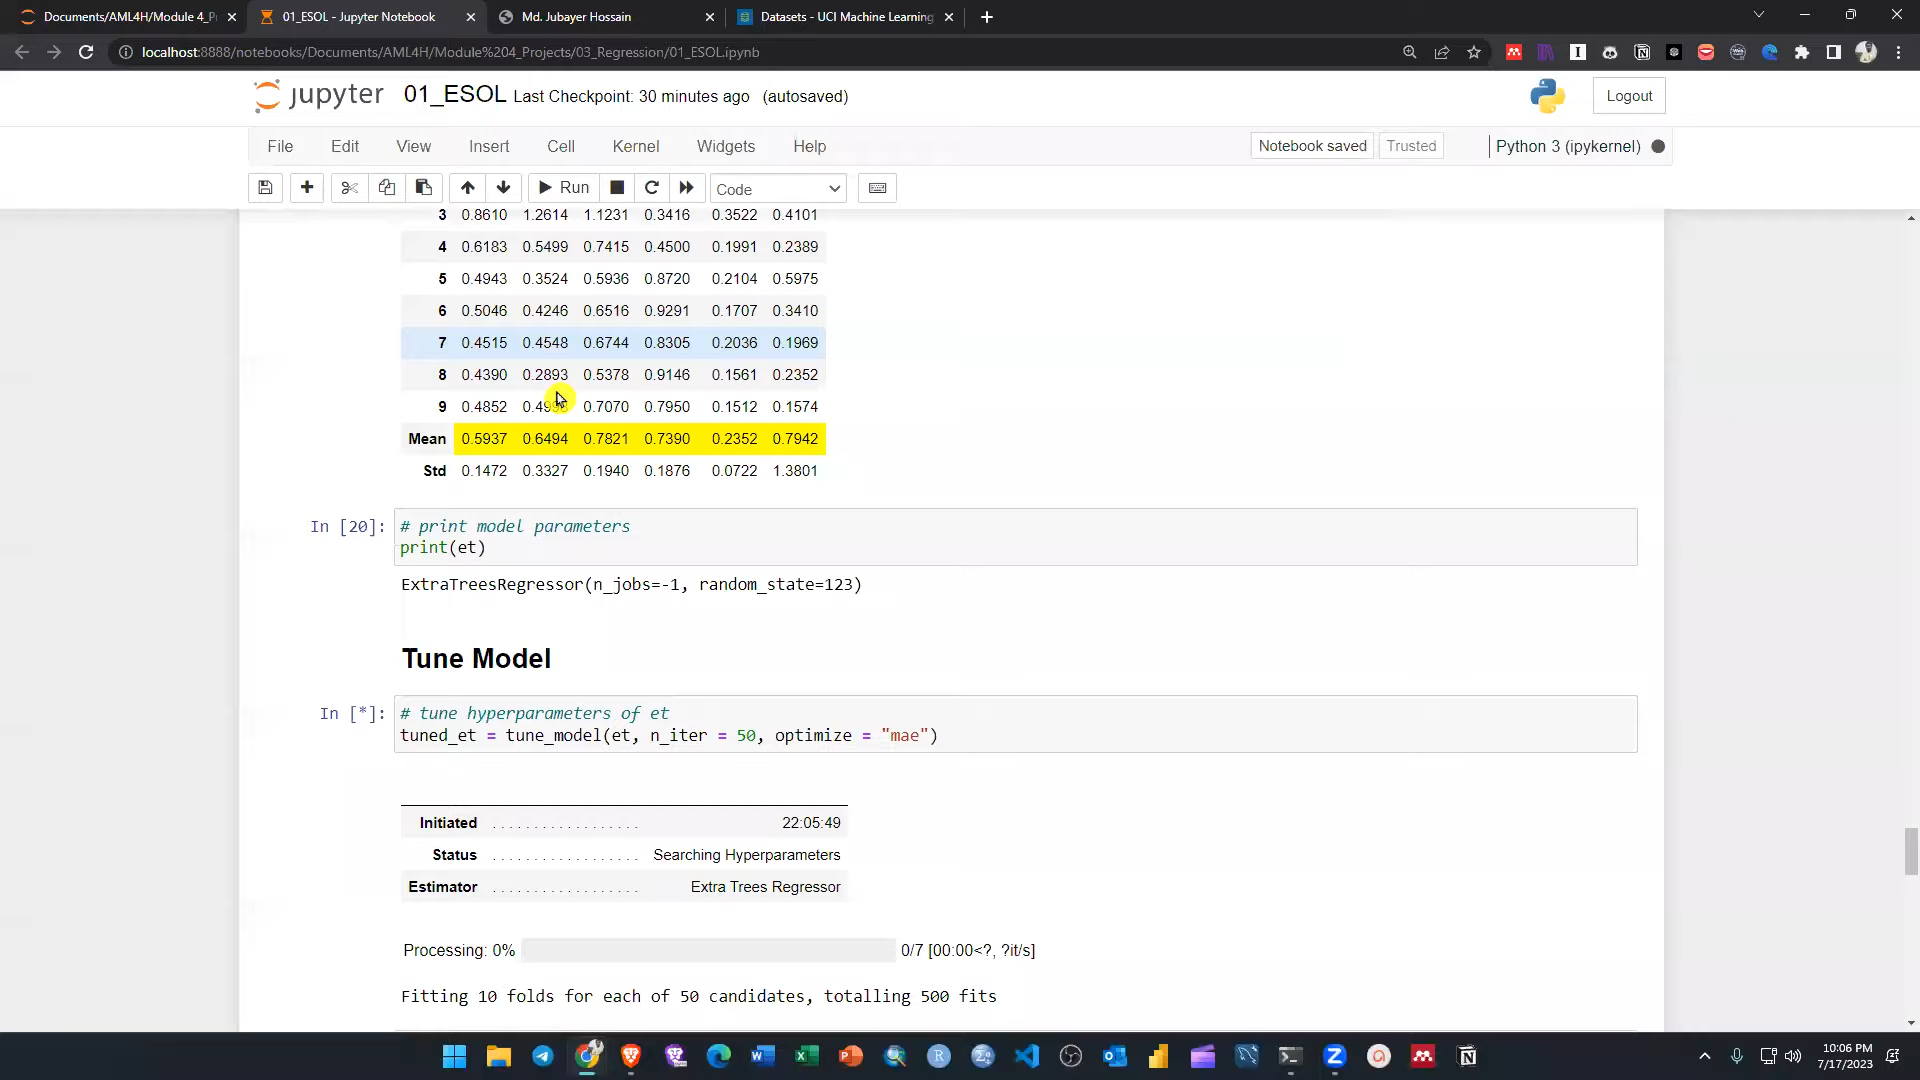 Documents/AML4H/Module 4_P
01_ESOL - Jupyter Notebook
Md. Jubayer Hossain
Datasets - UCI Machine Learning
localhost:8888/notebooks/Documents/AML4H/Module%204_Projects/03_Regression/01_ESOL.ipynb
jupyter 01_ESOL Last Checkpoint: 30 minutes ago (autosaved)
Logout
File Edit View Insert Cell Kernel Widgets Help
Notebook saved Trusted Python 3 (ipykernel)
Run Code
3 0.8610 1.2614 1.1231 0.3416 0.3522 0.4101
4 0.6183 0.5499 0.7415 0.4500 0.1991 0.2389
5 0.4943 0.3524 0.5936 0.8720 0.2104 0.5975
6 0.5046 0.4246 0.6516 0.9291 0.1707 0.3410
7 0.4515 0.4548 0.6744 0.8305 0.2036 0.1969
8 0.4390 0.2893 0.5378 0.9146 0.1561 0.2352
9 0.4852 0.7070 0.7950 0.1512 0.1574
Mean 0.5937 0.6494 0.7821 0.7390 0.2352 0.7942
Std 0.1472 0.3327 0.1940 0.1876 0.0722 1.3801
In [20]: # print model parameters
print(et)
ExtraTreesRegressor(n_jobs=-1, random_state=123)
Tune Model
In [*]: # tune hyperparameters of et
tuned_et = tune_model(et, n_iter = 50, optimize = "mae")
Initiated . . . . . . . . . . . . . . . . . . 22:05:49
Status . . . . . . . . . . . . . . . . . . Searching Hyperparameters
Estimator . . . . . . . . . . . . . . . . . . Extra Trees Regressor
Processing: 0% 0/7 [00:00<?, ?it/s]
Fitting 10 folds for each of 50 candidates, totalling 500 fits
10:06 PM
7/17/2023